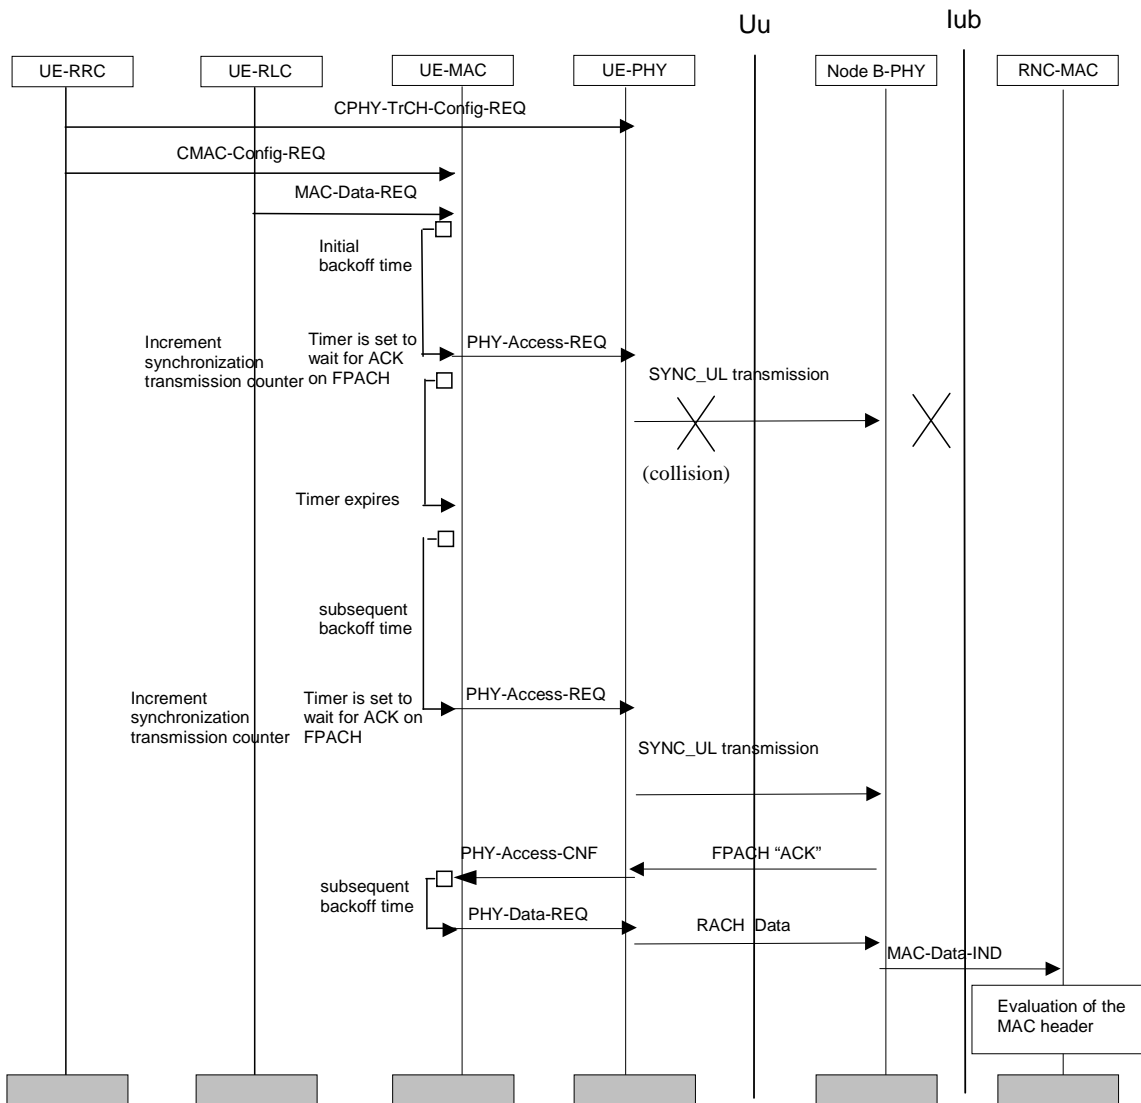 Uu
Iub
UE-RRC
UE-RLC
UE-MAC
UE-PHY
Node B-PHY
RNC-MAC
CPHY-TrCH-Config-REQ
CMAC-Config-REQ
MAC-Data-REQ
Initial
backoff time
Increment
synchronization
transmission counter
Timer is set to
wait for ACK
on FPACH
PHY-Access-REQ
SYNC_UL transmission
(collision)
Timer expires
subsequent
backoff time
Increment
synchronization
transmission counter
Timer is set to
wait for ACK on
FPACH
PHY-Access-REQ
SYNC_UL transmission
PHY-Access-CNF
FPACH “ACK”
subsequent
backoff time
PHY-Data-REQ
RACH Data
MAC-Data-IND
Evaluation of the
MAC header